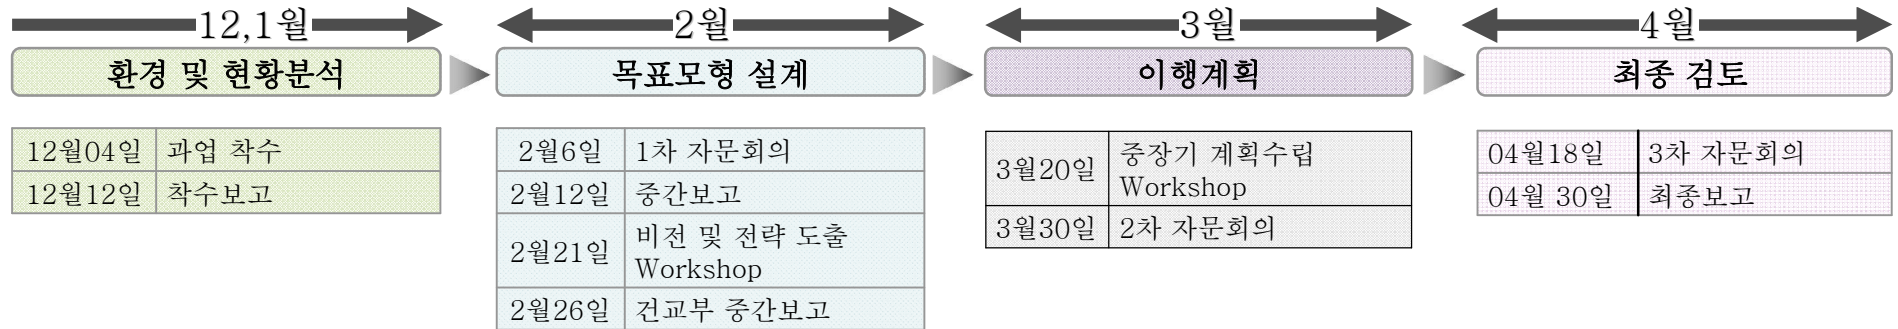 12,1월
환경 및 현황분석
12월04일 과업 착수
12월12일 착수보고
2월
목표모형 설계
2월6일 1차 자문회의
2월12일 중간보고
2월21일 비전 및 전략 도출
Workshop
2월26일 건교부 중간보고
3월
이행계획
3월20일 중장기 계획수립
Workshop
3월30일 2차 자문회의
4월
최종 검토
04월18일 3차 자문회의
04월 30일 최종보고